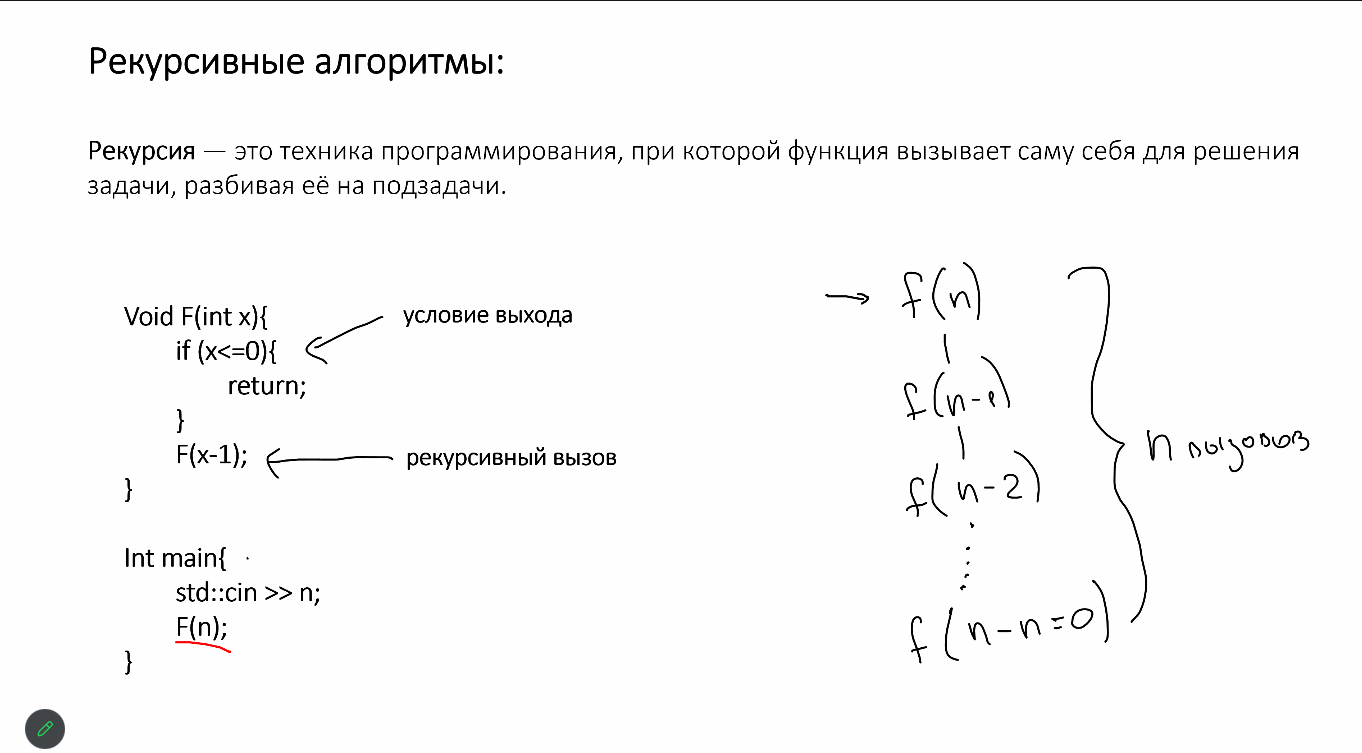 Рекурсивные алгоритмы:
Рекурсия — это техника программирования, при которой функция вызывает саму себя для решения
задачи, разбивая её на подзадачи.
Void F(int x){
if (x<=0){
return;
}
F(x-1);
}
условие выхода
рекурсивный вызов
Int main{
std::cin >> n;
F(n);
}
f(n)
f(n-1)
f(n-2)
f(n-n=0)
n вызовов